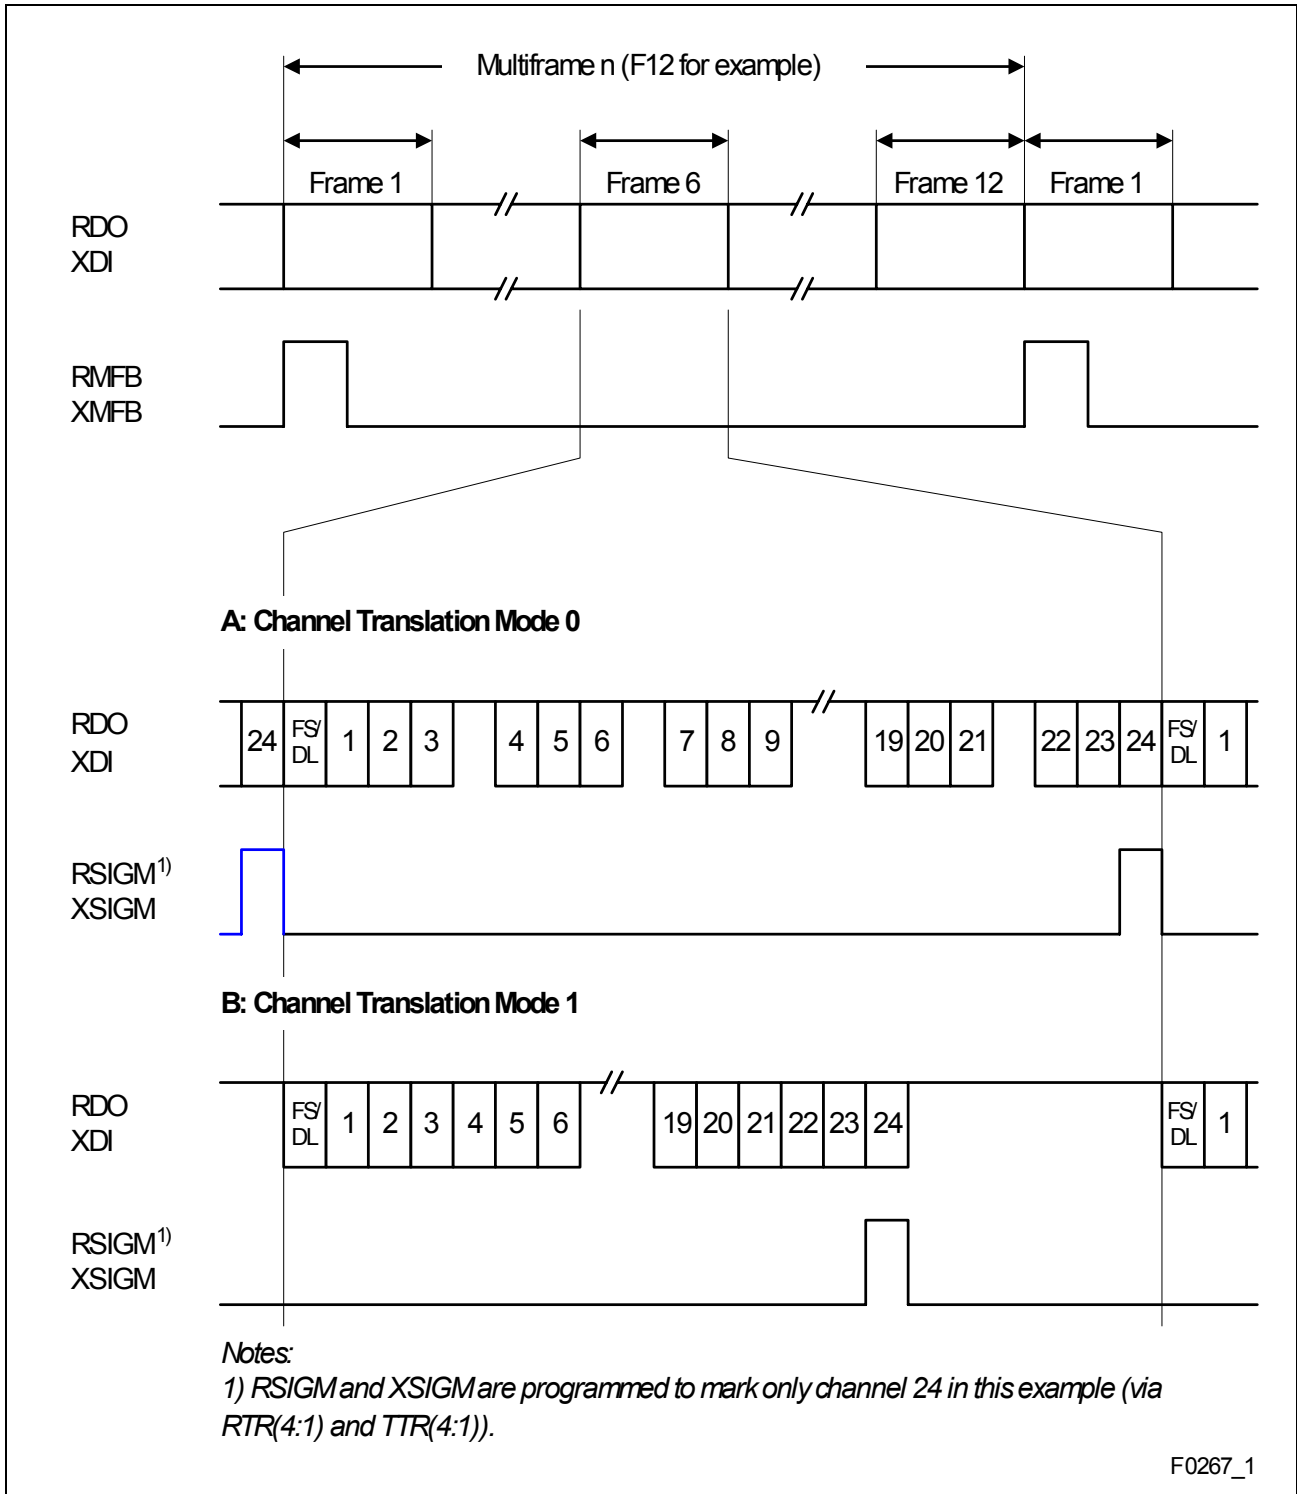 Multiframe n (F12 for example)
Frame 1 Frame 6 Frame 12 Frame 1
RDO
XDI
RMFB
XMFB
A: Channel Translation Mode 0
RDO
XDI
24 FS/DL 1 2 3 4 5 6 7 8 9 19 20 21 22 23 24 FS/DL 1
RSIGM1)
XSIGM
B: Channel Translation Mode 1
RDO
XDI
FS/DL 1 2 3 4 5 6 19 20 21 22 23 24 FS/DL 1
RSIGM1)
XSIGM
Notes:
1) RSIGM and XSIGM are programmed to mark only channel 24 in this example (via
RTR(4:1) and TTR(4:1)).
F0267_1